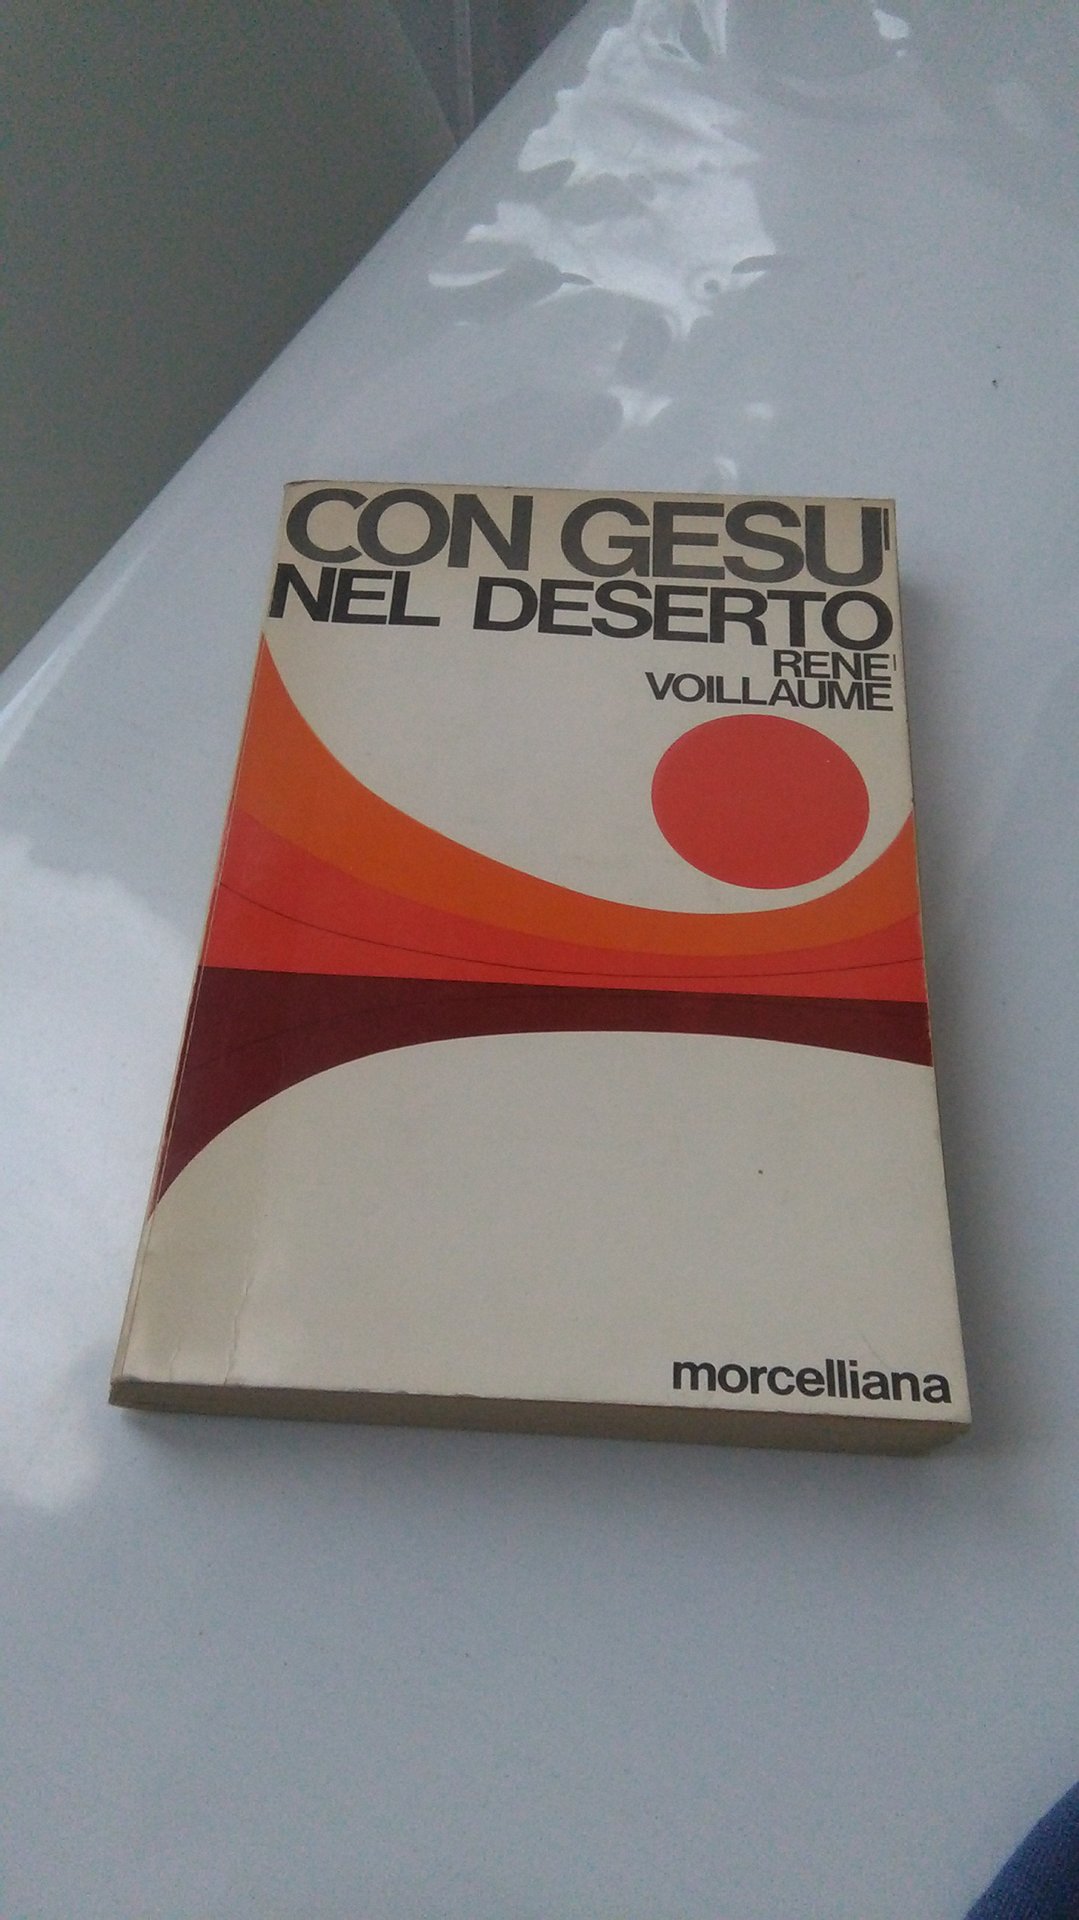 CON GESU'
NEL DESERTO
RENE'
VOILLAUME
morcelliana